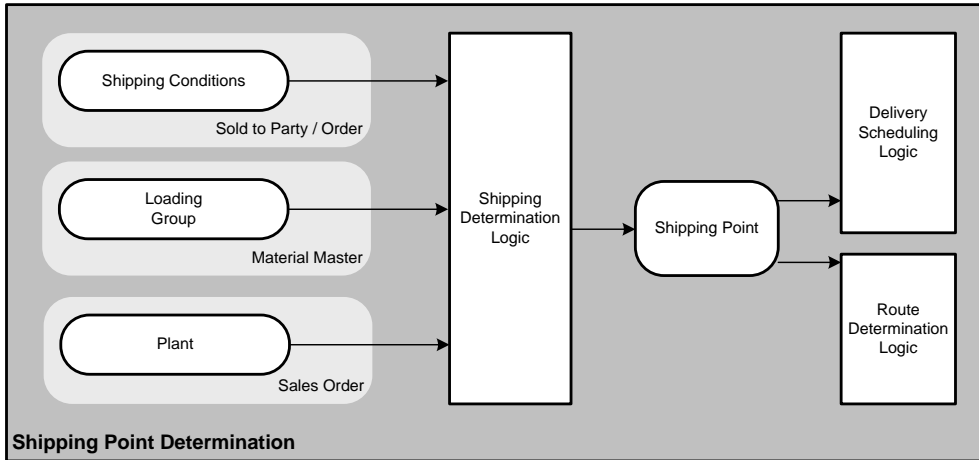 Shipping Conditions
Sold to Party / Order
Loading
Group
Material Master
Plant
Sales Order
Shipping
Determination
Logic
Shipping Point
Delivery
Scheduling
Logic
Route
Determination
Logic
Shipping Point Determination